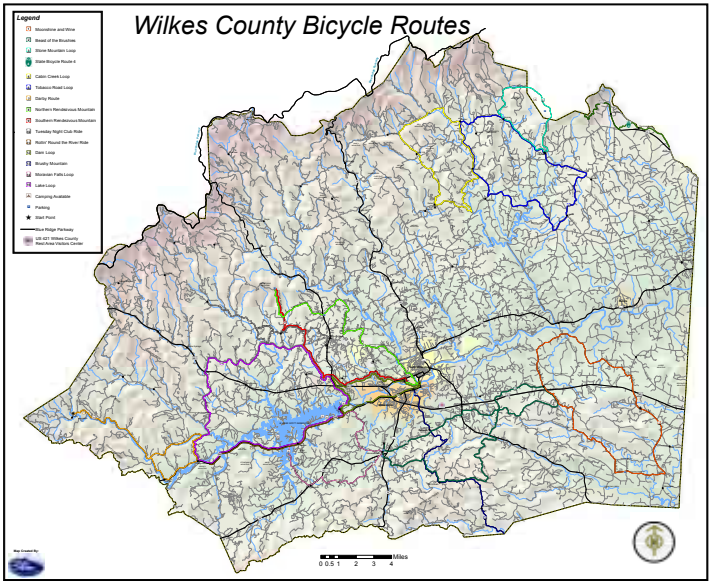 Wilkes County Bicycle Routes
Legend
Moonshine and Wine
Beast of the Brushies
Stone Mountain Loop
State Bicycle Route 4
Cabin Creek Loop
Tobacco Road Loop
Darby Route
Northern Rendezvous Mountain
Southern Rendezvous Mountain
Tuesday Night Club Ride
Rollin' Round the River Ride
Dam Loop
Brushy Mountain
Moravian Falls Loop
Lake Loop
Camping Available
Parking
Start Point
Blue Ridge Parkway
US 421 Wilkes County
Rest Area Visitors Center
Map Created By:
Miles
0 0.5 1 2 3 4